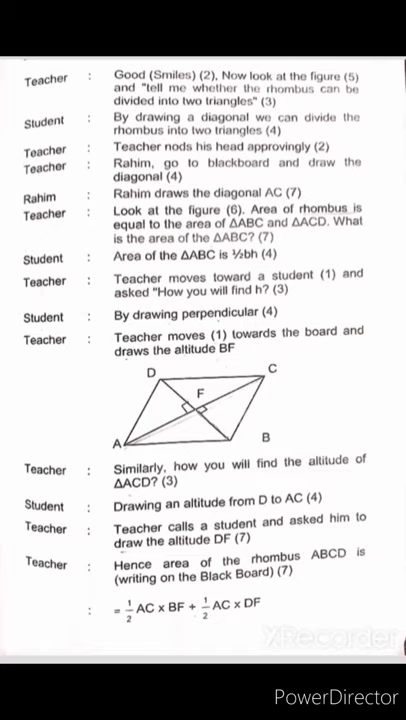 Teacher : Good (Smiles) (2), Now look at the figure (5)
and "tell me whether the rhombus can be
divided into two triangles" (3)
Student : By drawing a diagonal we can divide the
rhombus into two triangles (4)
Teacher : Teacher nods his head approvingly (2)
Teacher : Rahim, go to blackboard and draw the
diagonal (4)
Rahim : Rahim draws the diagonal AC (7)
Teacher : Look at the figure (6). Area of rhombus is
equal to the area of ΔABC and ΔACD. What
is the area of the ΔABC? (7)
Student : Area of the ΔABC is ½bh (4)
Teacher : Teacher moves toward a student (1) and
asked "How you will find h? (3)
Student : By drawing perpendicular (4)
Teacher : Teacher moves (1) towards the board and
draws the altitude BF
D C
F
A B
Teacher : Similarly, how you will find the altitude of
ΔACD? (3)
Student : Drawing an altitude from D to AC (4)
Teacher : Teacher calls a student and asked him to
draw the altitude DF (7)
Teacher : Hence area of the rhombus ABCD is
(writing on the Black Board) (7)
: = ½ AC x BF + ½ AC x DF
XRecorder
PowerDirector